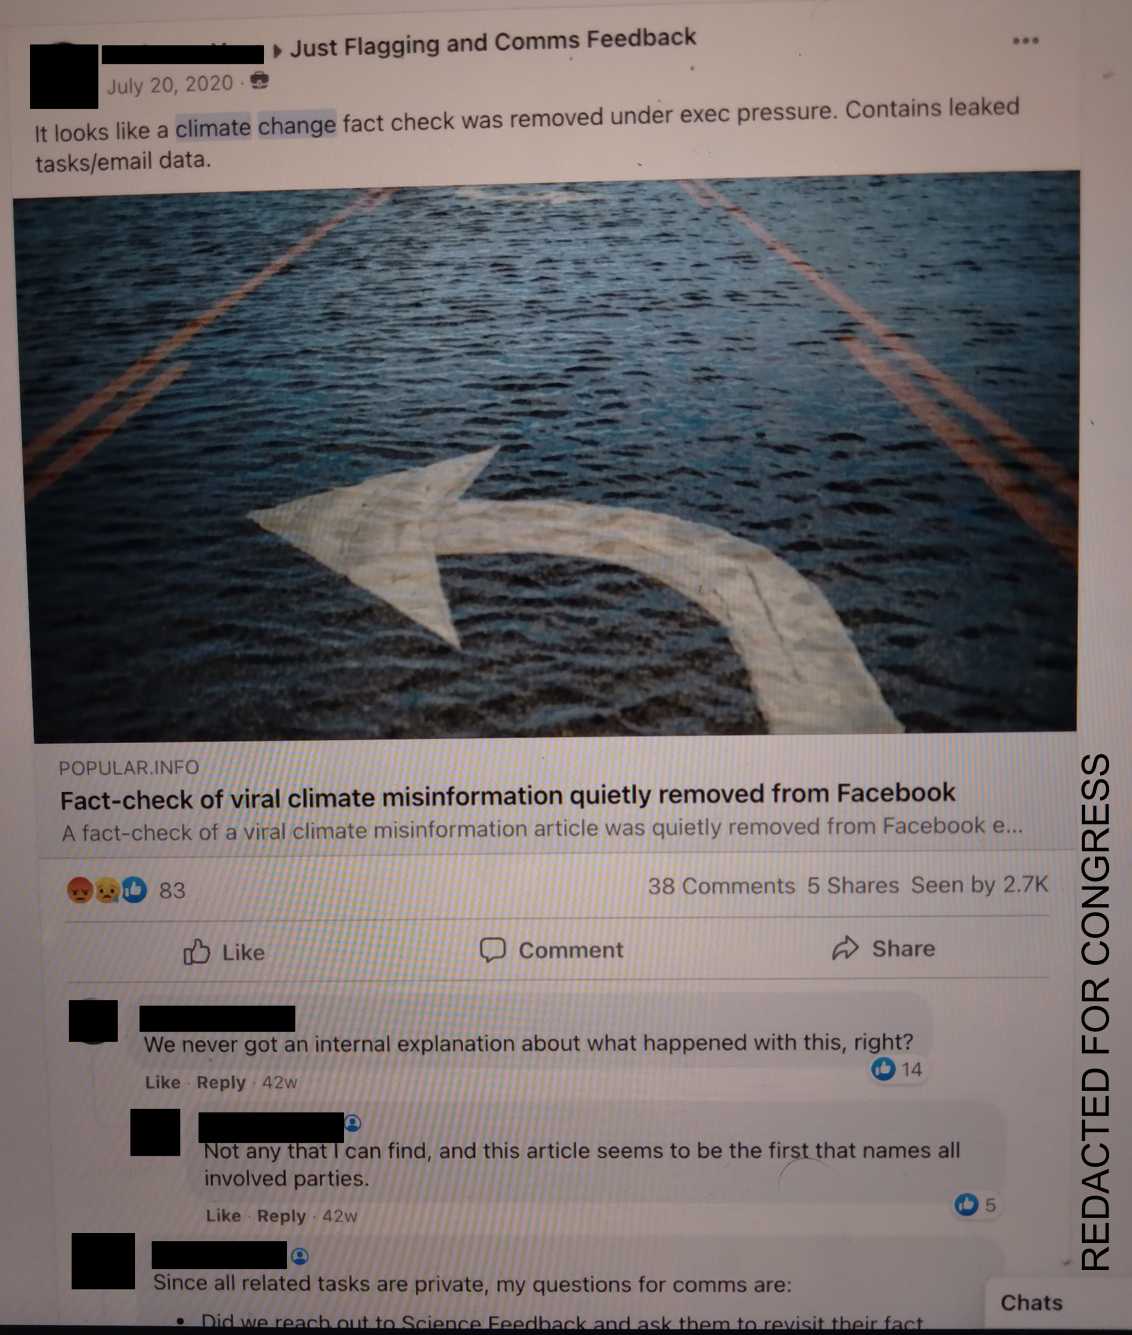 Just Flagging and Comms Feedback
July 20, 2020 ·
It looks like a climate change fact check was removed under exec pressure. Contains leaked
tasks/email data.
POPULAR.INFO
Fact-check of viral climate misinformation quietly removed from Facebook
A fact-check of a viral climate misinformation article was quietly removed from Facebook e...
83
38 Comments 5 Shares Seen by 2.7K
Like Comment Share
We never got an internal explanation about what happened with this, right?
14
Like · Reply · 42w
Not any that I can find, and this article seems to be the first that names all
involved parties.
5
Like · Reply · 42w
Since all related tasks are private, my questions for comms are:
• Did we reach out to Science Feedback and ask them to revisit their fact
Chats
REDACTED FOR CONGRESS